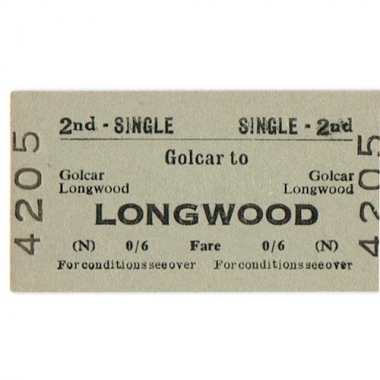 4205
2nd - SINGLE SINGLE - 2nd
Golcar to
Golcar Golcar
Longwood Longwood
LONGWOOD
(N) 0/6 Fare 0/6 (N)
For conditions see over For conditions see over
4205